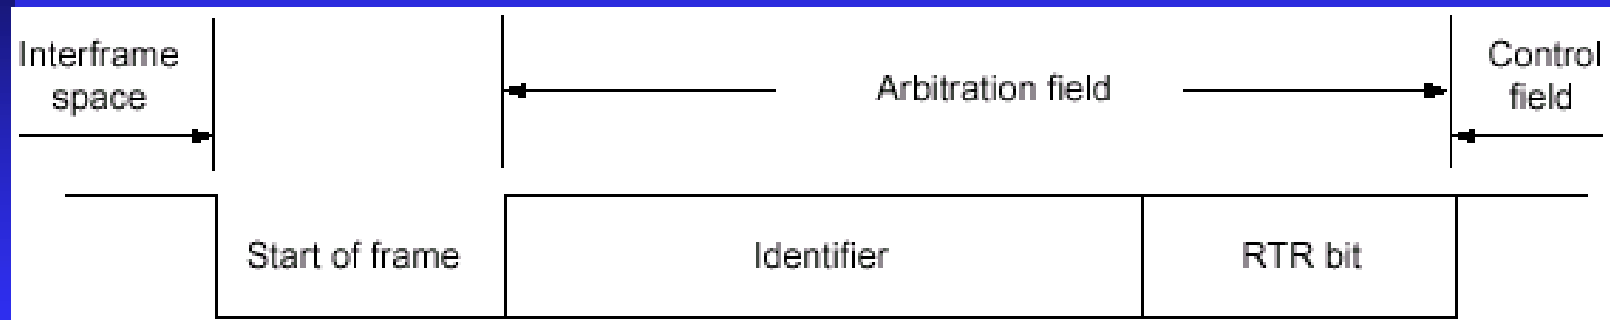 Interframe
space
Arbitration field
Control
field
Start of frame
Identifier
RTR bit